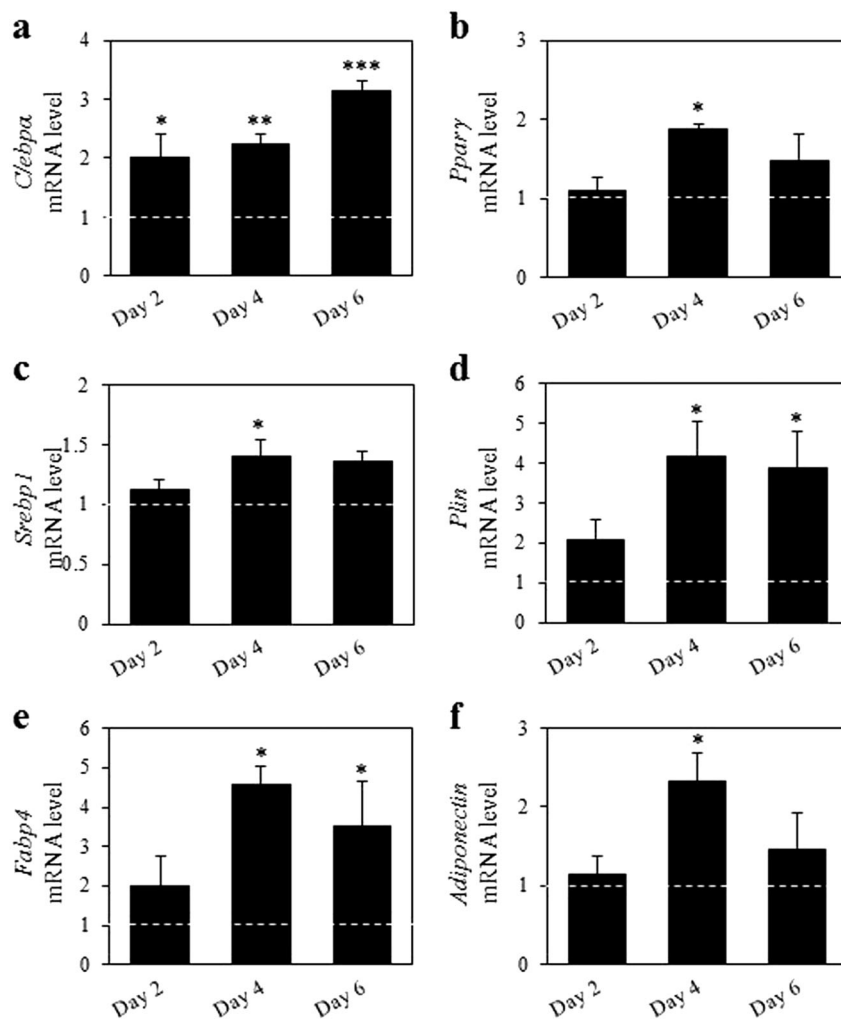 a
C/ebpα
mRNA level
4
3
2
1
0
*
**
***
Day 2
Day 4
Day 6
b
Pparγ
mRNA level
3
2
1
0
*
Day 2
Day 4
Day 6
c
Srebp1
mRNA level
2
1.5
1
0.5
0
*
Day 2
Day 4
Day 6
d
Plin
mRNA level
6
5
4
3
2
1
0
*
*
Day 2
Day 4
Day 6
e
Fabp4
mRNA level
6
5
4
3
2
1
0
*
*
Day 2
Day 4
Day 6
f
Adiponectin
mRNA level
3
2
1
0
*
Day 2
Day 4
Day 6